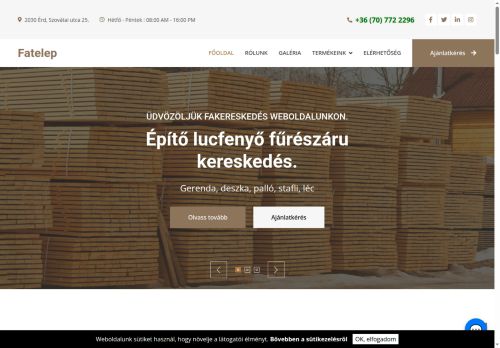 2030 Érd, Szovátai utca 25.
Hétfő - Péntek : 08:00 AM - 16:00 PM
+36 (70) 772 2296
Fatelep
FŐOLDAL
RÓLUNK
GALÉRIA
TERMÉKEINK
ELÉRHETŐSÉG
Ajánlatkérés
ÜDVÖZÖLJÜK FAKERESKEDÉS WEBOLDALUNKON.
Építő lucfenyő fűrészáru
kereskedés.
Gerenda, deszka, palló, stafli, léc
Olvass tovább
Ajánlatkérés
Weboldalunk sütiket használ, hogy növelje a látogatói élményt. Bővebben a sütikezelésről
OK, elfogadom